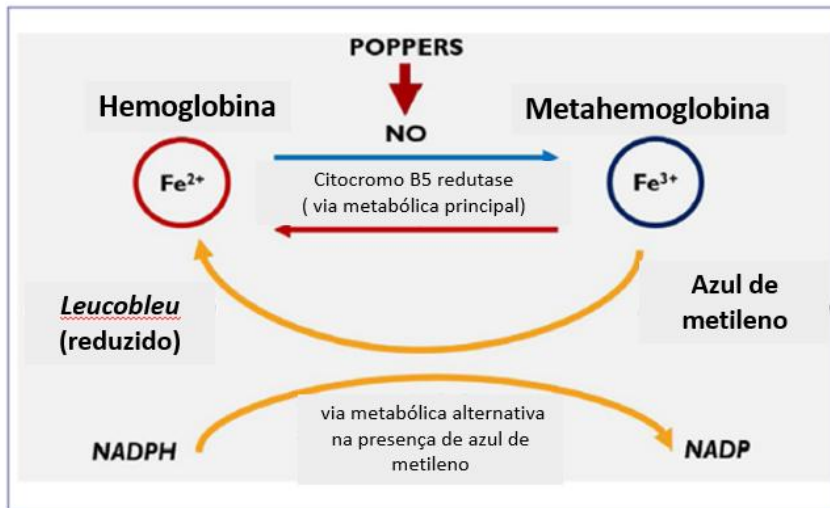 POPPERS
Hemoglobina
Metahemoglobina
NO
Fe²⁺
Citocromo B5 redutase
( via metabólica principal)
Fe³⁺
Leucobleu
(reduzido)
Azul de
metileno
via metabólica alternativa
na presença de azul de
metileno
NADPH
NADP